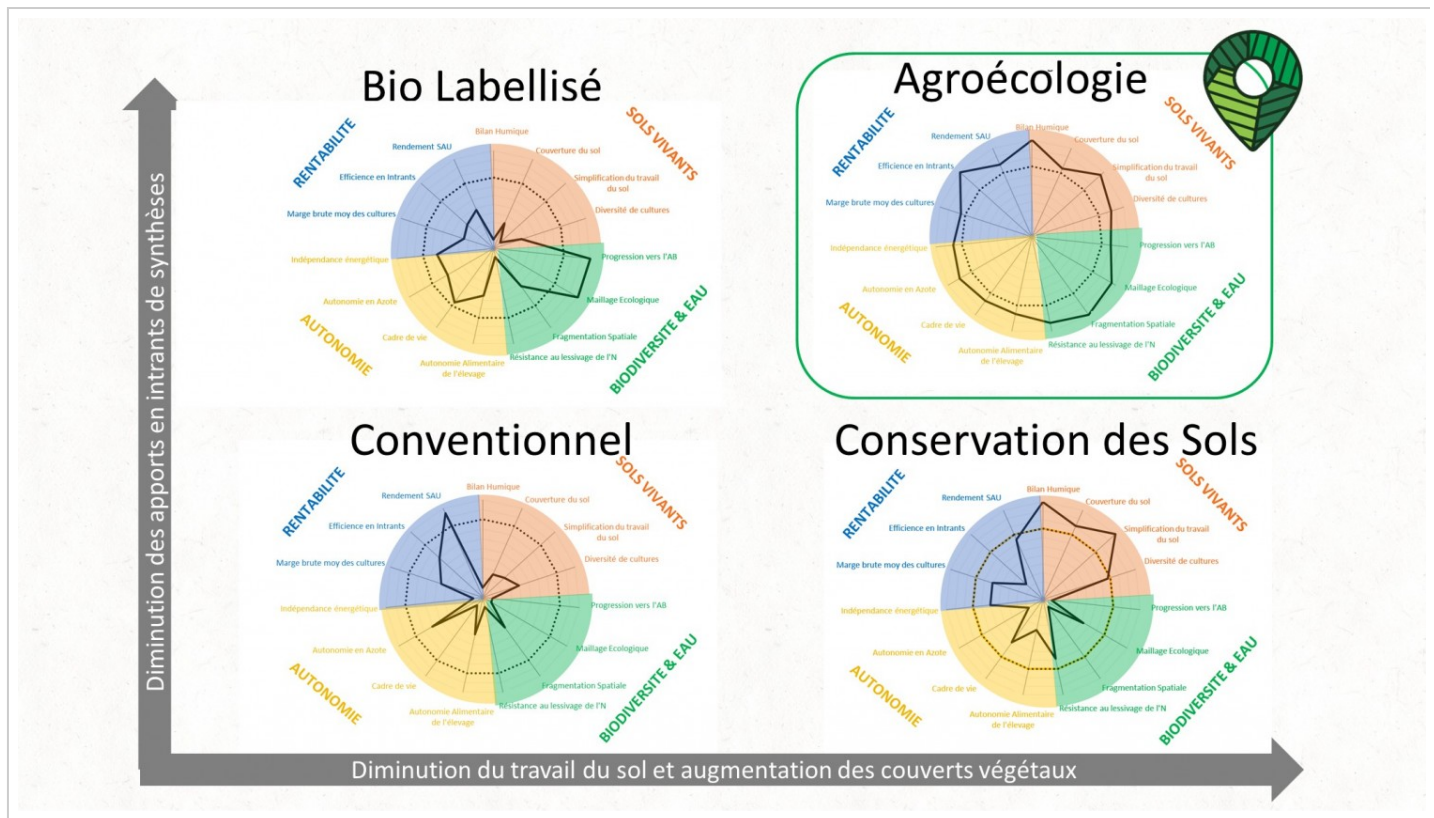 Bio Labellisé
RENTABILITE
SOLS VIVANTS
Bilan Humique
Rendement SAU
Couverture du sol
Efficience en Intrants
Simplification du travail
du sol
Marge brute moy des cultures
Diversité de cultures
Indépendance énergétique
Progression vers l'AB
Autonomie en Azote
Maillage Ecologique
Cadre de vie
Fragmentation Spatiale
Autonomie Alimentaire
de l'élevage
Résistance au lessivage de l'N
AUTONOMIE
BIODIVERSITE & EAU
Agroécologie
RENTABILITE
SOLS VIVANTS
Bilan Humique
Rendement SAU
Couverture du sol
Efficience en Intrants
Simplification du travail
du sol
Marge brute moy des cultures
Diversité de cultures
Indépendance énergétique
Progression vers l'AB
Autonomie en Azote
Maillage Ecologique
Cadre de vie
Fragmentation Spatiale
Autonomie Alimentaire
de l'élevage
Résistance au lessivage de l'N
AUTONOMIE
BIODIVERSITE & EAU
Conventionnel
RENTABILITE
SOLS VIVANTS
Bilan Humique
Rendement SAU
Couverture du sol
Efficience en Intrants
Simplification du travail
du sol
Marge brute moy des cultures
Diversité de cultures
Indépendance énergétique
Progression vers l'AB
Autonomie en Azote
Maillage Ecologique
Cadre de vie
Fragmentation Spatiale
Autonomie Alimentaire
de l'élevage
Résistance au lessivage de l'N
AUTONOMIE
BIODIVERSITE & EAU
Conservation des Sols
RENTABILITE
SOLS VIVANTS
Bilan Humique
Rendement SAU
Couverture du sol
Efficience en Intrants
Simplification du travail
du sol
Marge brute moy des cultures
Diversité de cultures
Indépendance énergétique
Progression vers l'AB
Autonomie en Azote
Maillage Ecologique
Cadre de vie
Fragmentation Spatiale
Autonomie Alimentaire
de l'élevage
Résistance au lessivage de l'N
AUTONOMIE
BIODIVERSITE & EAU
Diminution des apports en intrants de synthèses
Diminution du travail du sol et augmentation des couverts végétaux